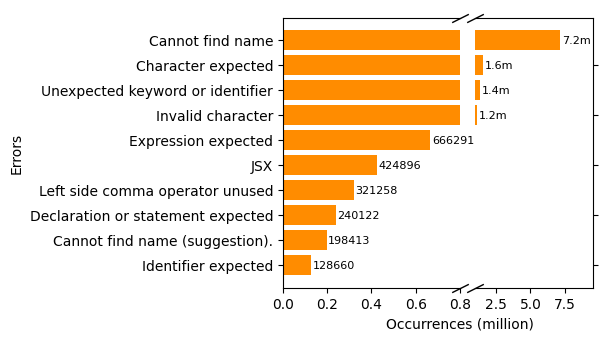 Cannot find name 7.2m
Character expected 1.6m
Unexpected keyword or identifier 1.4m
Invalid character 1.2m
Expression expected 666291
JSX 424896
Left side comma operator unused 321258
Declaration or statement expected 240122
Cannot find name (suggestion). 198413
Identifier expected 128660
Errors
0.0 0.2 0.4 0.6 0.8 2.5 5.0 7.5
Occurrences (million)